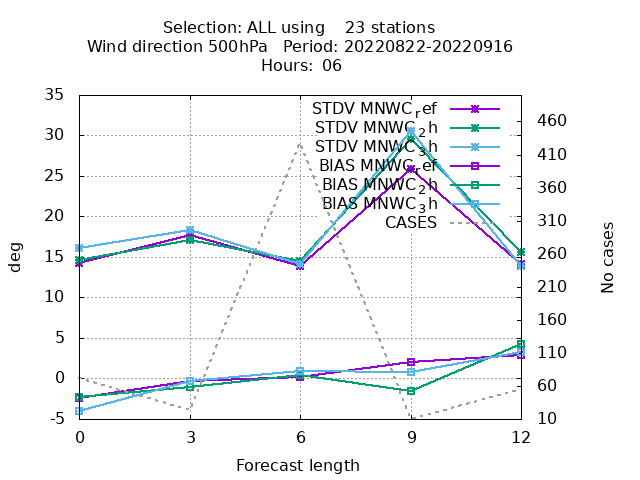 Selection: ALL using 23 stations
Wind direction 500hPa Period: 20220822-20220916
Hours: 06
35
30
25
20
15
10
5
0
-5
deg
STDV MNWC_ref
STDV MNWC_2h
STDV MNWC_3h
BIAS MNWC_ref
BIAS MNWC_2h
BIAS MNWC_3h
CASES
460
410
360
310
260
210
160
110
60
10
No cases
0 3 6 9 12
Forecast length